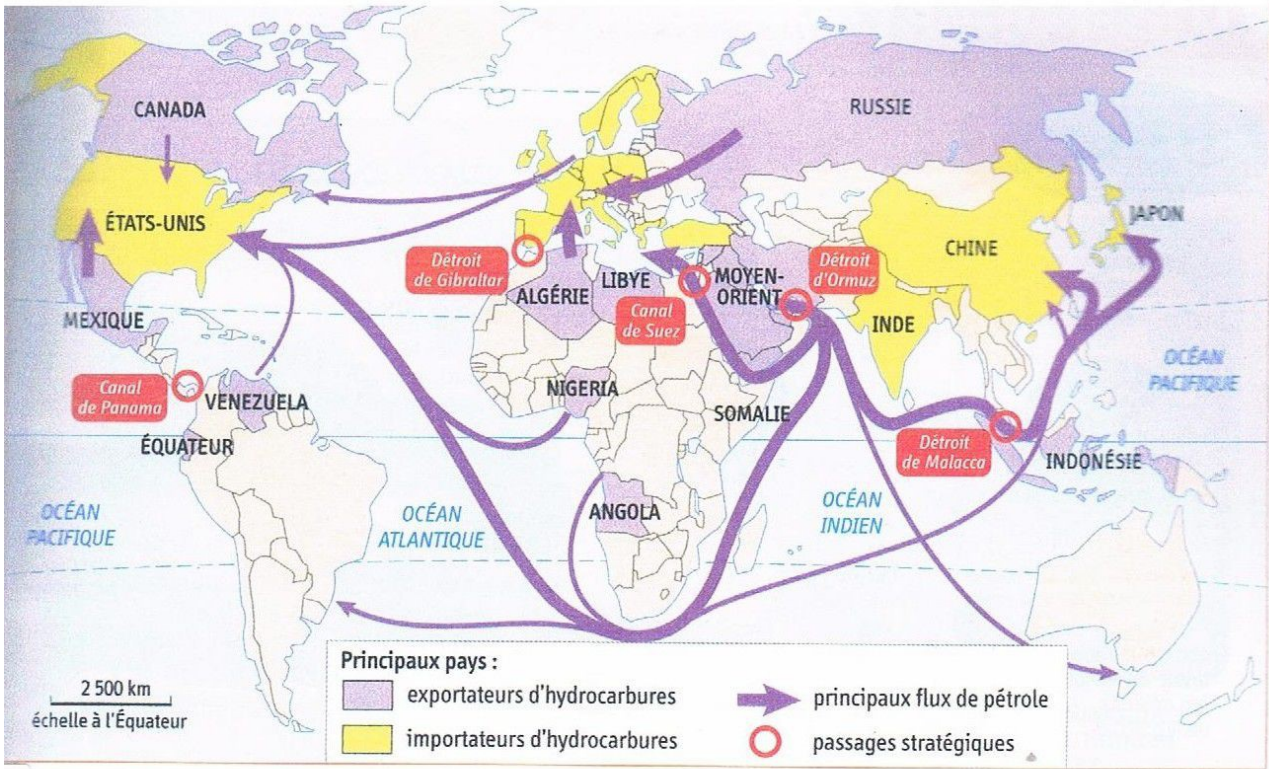 CANADA
RUSSIE
ÉTATS-UNIS
JAPON
CHINE
Détroit
de Gibraltar
Détroit
d'Ormuz
MOYEN-
ORIENT
LIBYE
ALGÉRIE
Canal
de Suez
INDE
MEXIQUE
OCÉAN
PACIFIQUE
Canal
de Panama
VENEZUELA
NIGERIA
SOMALIE
ÉQUATEUR
Détroit
de Malacca
INDONÉSIE
OCÉAN
PACIFIQUE
OCÉAN
ATLANTIQUE
ANGOLA
OCÉAN
INDIEN
2 500 km
échelle à l'Équateur
Principaux pays :
exportateurs d'hydrocarbures
importateurs d'hydrocarbures
principaux flux de pétrole
passages stratégiques